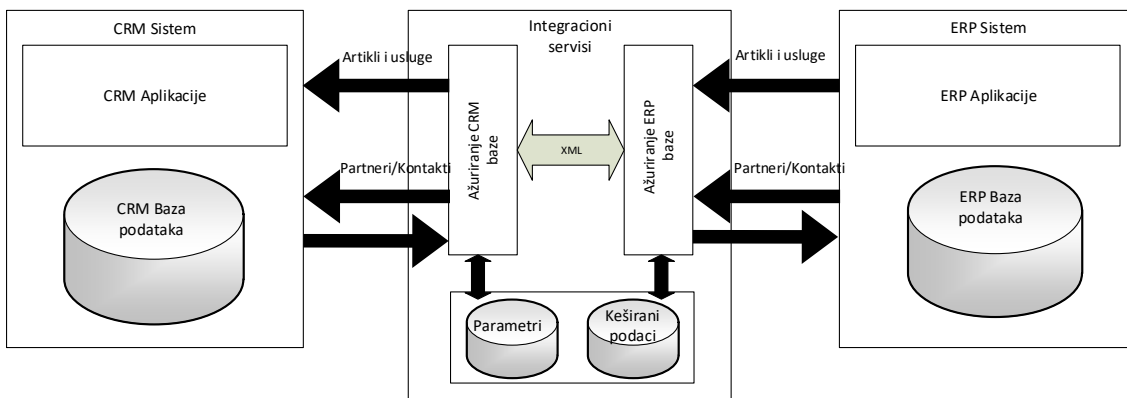 CRM Sistem
CRM Aplikacije
CRM Baza
podataka
Artikli i usluge
Partneri/Kontakti
Integracioni
servisi
Ažuriranje CRM
baze
XML
Ažuriranje ERP
baze
Parametri
Keširani
podaci
Artikli i usluge
Partneri/Kontakti
ERP Sistem
ERP Aplikacije
ERP Baza
podataka